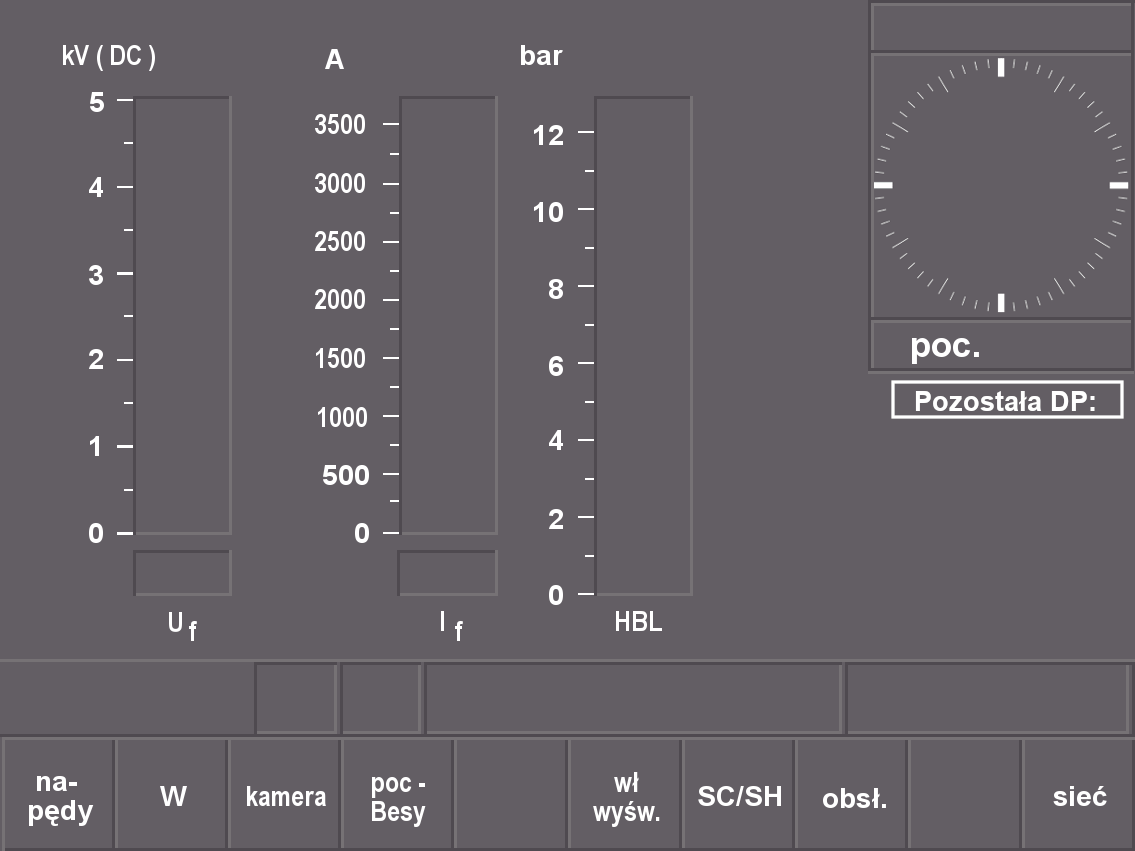 kV ( DC )
A
bar
5
4
3
2
1
0
3500
3000
2500
2000
1500
1000
500
0
12
10
8
6
4
2
0
U f
I f
HBL
poc.
Pozostała DP:
na-
pędy
W
kamera
poc -
Besy
wł
wyśw.
SC/SH
obsł.
sieć